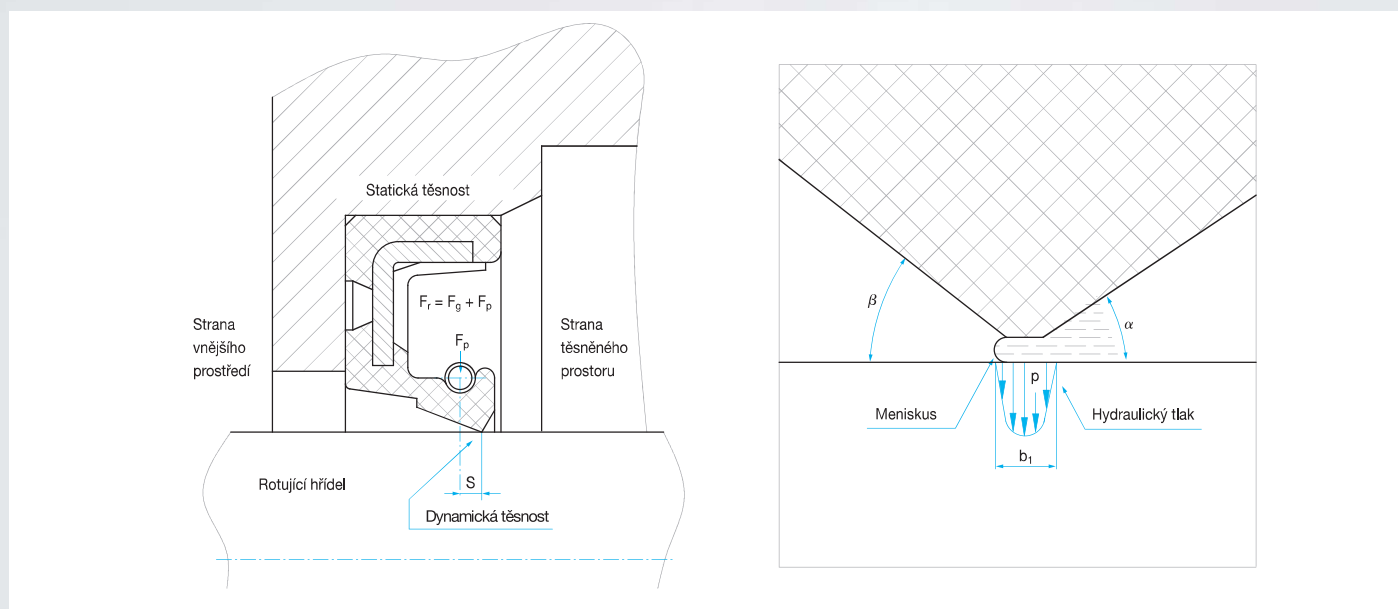 Statická těsnost
Fr = Fg + Fp
Fp
Strana
vnějšího
prostředí
Strana
těsněného
prostoru
Rotující hřídel
S
Dynamická těsnost
β
α
p
Meniskus
Hydraulický tlak
b1